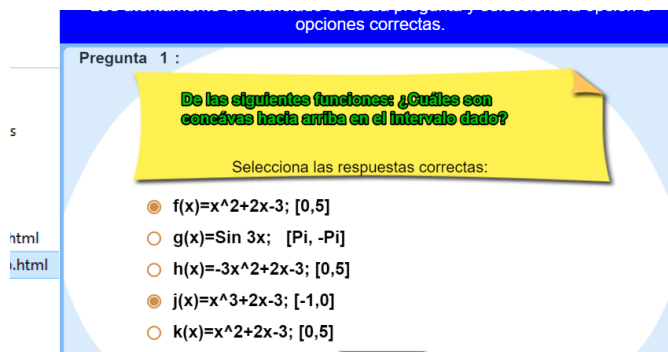 opciones correctas.
Pregunta 1 :
De las siguientes funciones: ¿Cuáles son
concávas hacia arriba en el intervalo dado?
Selecciona las respuestas correctas:
s
f(x)=x^2+2x-3; [0,5]
g(x)=Sin 3x; [Pi, -Pi]
html
h(x)=-3x^2+2x-3; [0,5]
.html
j(x)=x^3+2x-3; [-1,0]
k(x)=x^2+2x-3; [0,5]